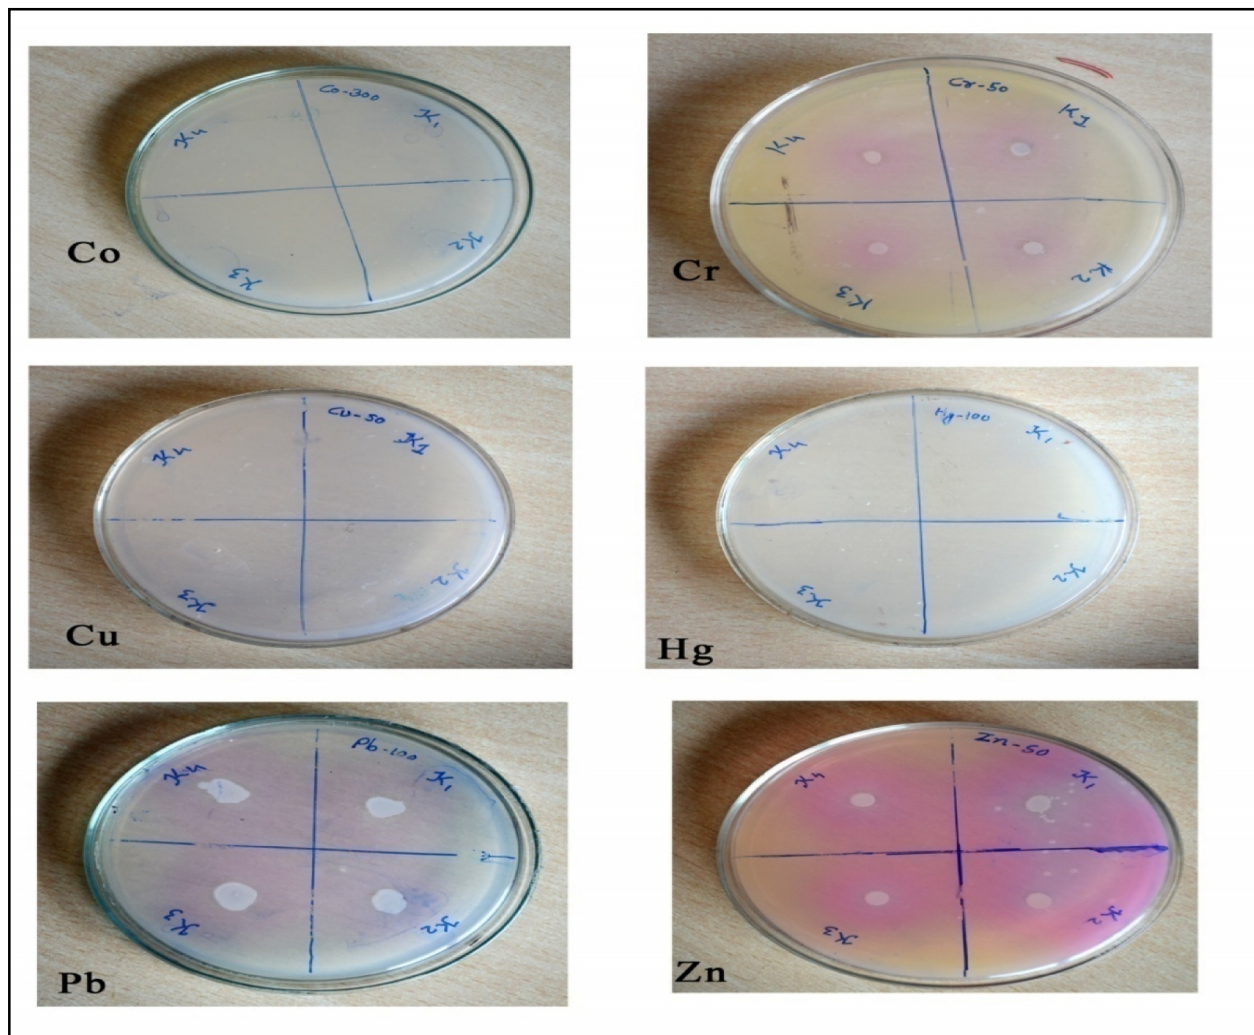 Co-300
K4 K1
K3 K2
Co
Cr-50
K4 K1
K3 K2
Cr
Cu-50
K4 K1
K3 K2
Cu
Hg-100
K4 K1
K3 K2
Hg
Pb-100
K4 K1
K3 K2
Pb
Zn-50
K4 K1
K3 K2
Zn